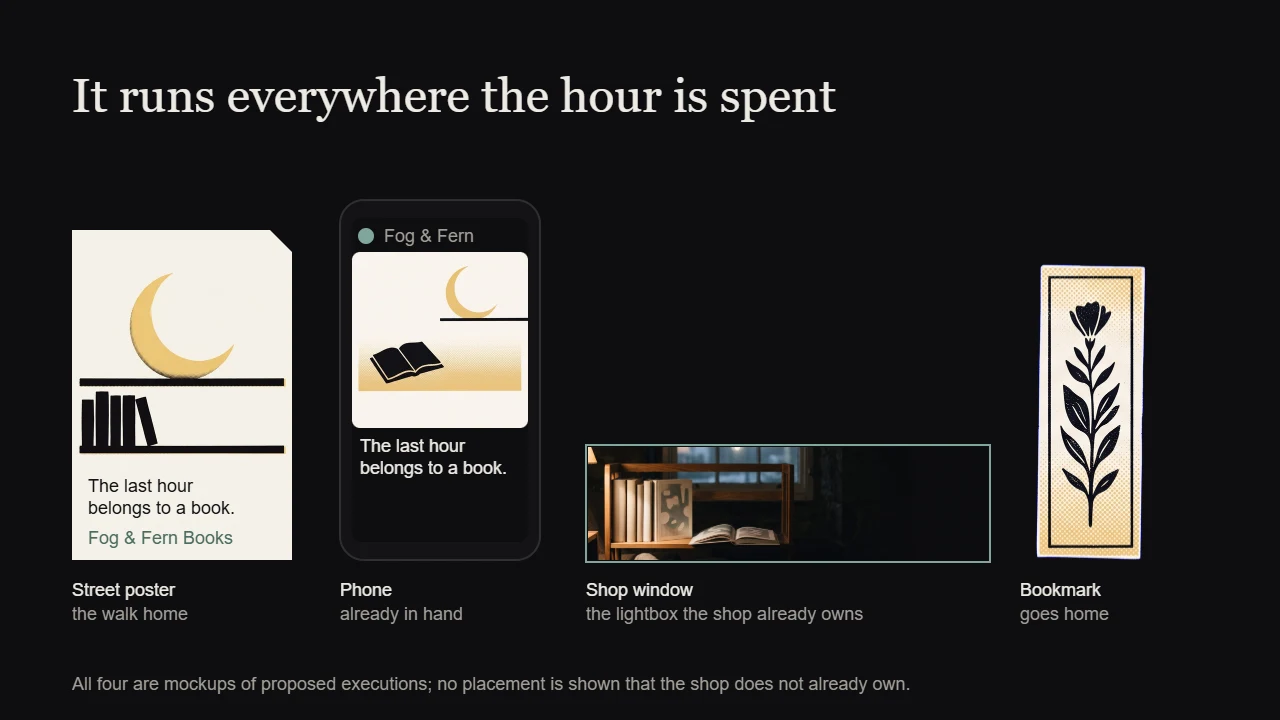 It runs everywhere the hour is spent
The last hour
belongs to a book.
Fog & Fern Books
Street poster
the walk home
Fog & Fern
The last hour
belongs to a book.
Phone
already in hand
Shop window
the lightbox the shop already owns
Bookmark
goes home
All four are mockups of proposed executions; no placement is shown that the shop does not already own.